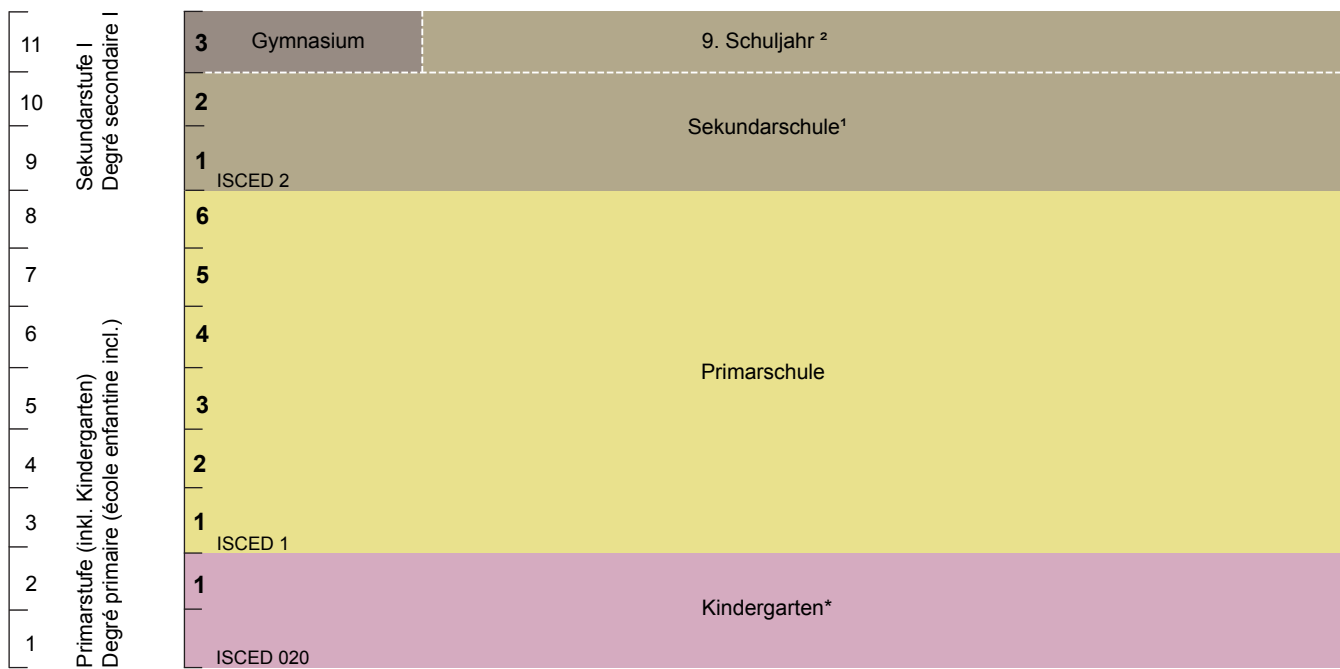 11
Sekundarstufe I
Degré secondaire I
3
Gymnasium
9. Schuljahr ²
10
2
Sekundarschule¹
9
1
ISCED 2
8
6
7
5
6
4
Primarschule
5
3
4
2
3
1
ISCED 1
Primarstufe (inkl. Kindergarten)
Degré primaire (école enfantine incl.)
2
1
Kindergarten*
1
ISCED 020